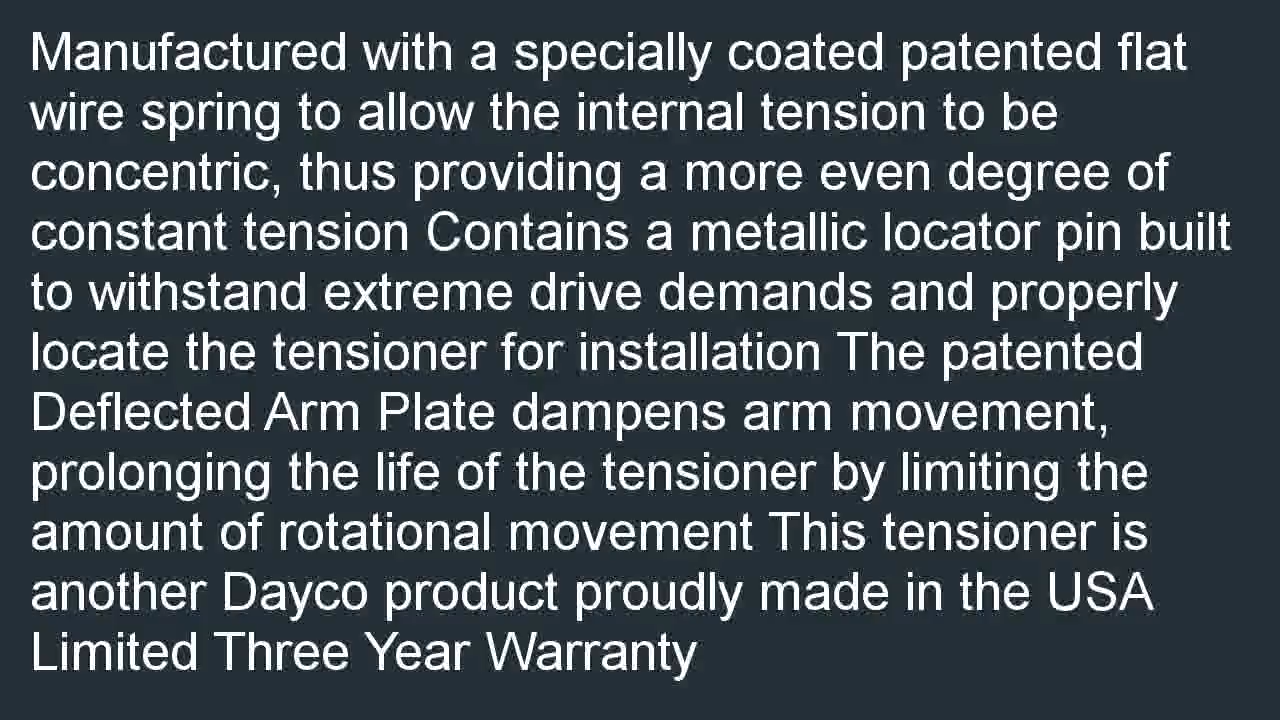 Manufactured with a specially coated patented flat
wire spring to allow the internal tension to be
concentric, thus providing a more even degree of
constant tension Contains a metallic locator pin built
to withstand extreme drive demands and properly
locate the tensioner for installation The patented
Deflected Arm Plate dampens arm movement,
prolonging the life of the tensioner by limiting the
amount of rotational movement This tensioner is
another Dayco product proudly made in the USA
Limited Three Year Warranty